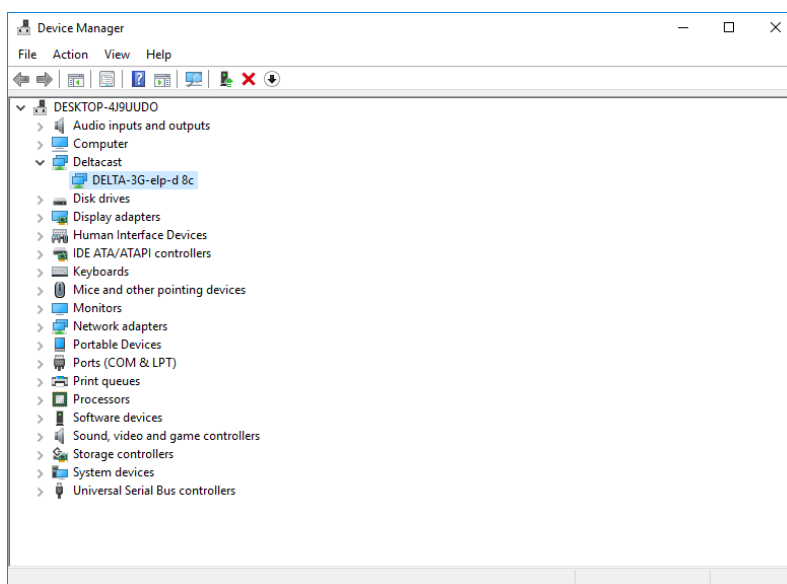 Device Manager
File Action View Help
DESKTOP-4J9UUDO
Audio inputs and outputs
Computer
Deltacast
DELTA-3G-elp-d 8c
Disk drives
Display adapters
Human Interface Devices
IDE ATA/ATAPI controllers
Keyboards
Mice and other pointing devices
Monitors
Network adapters
Portable Devices
Ports (COM & LPT)
Print queues
Processors
Software devices
Sound, video and game controllers
Storage controllers
System devices
Universal Serial Bus controllers